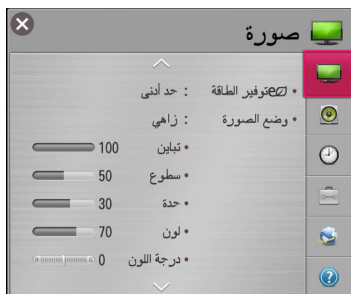 صورة
توفير الطاقة : حد أدنى
وضع الصورة : زاهي
تباين 100
سطوع 50
حدة 30
لون 70
درجة اللون 0